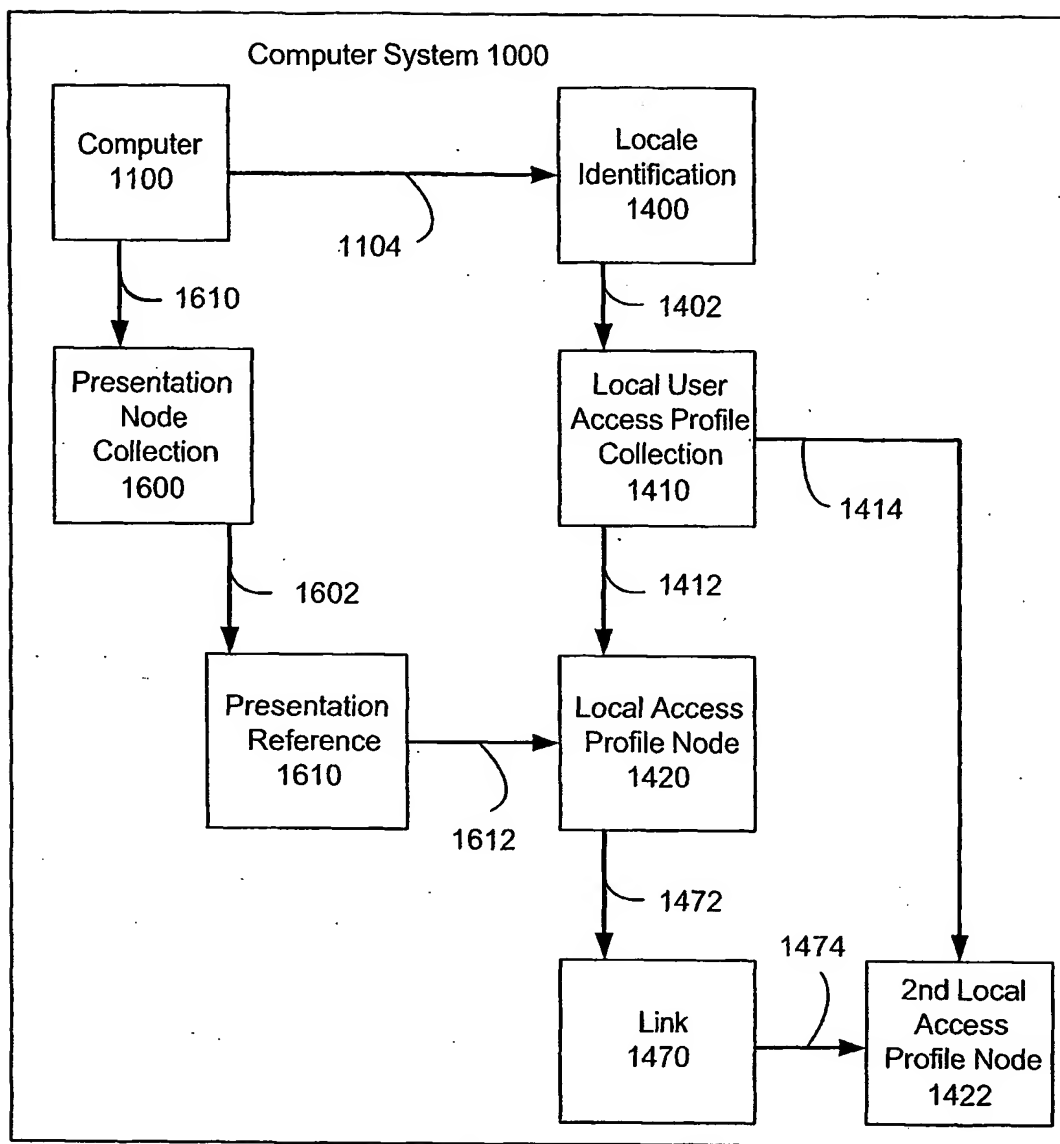 Computer System 1000
Computer
1100
Locale
Identification
1400
1104
1610
1402
Presentation
Node
Collection
1600
Local User
Access Profile
Collection
1410
1414
1602
1412
Presentation
Reference
1610
Local Access
Profile Node
1420
1612
1472
1474
Link
1470
2nd Local
Access
Profile Node
1422